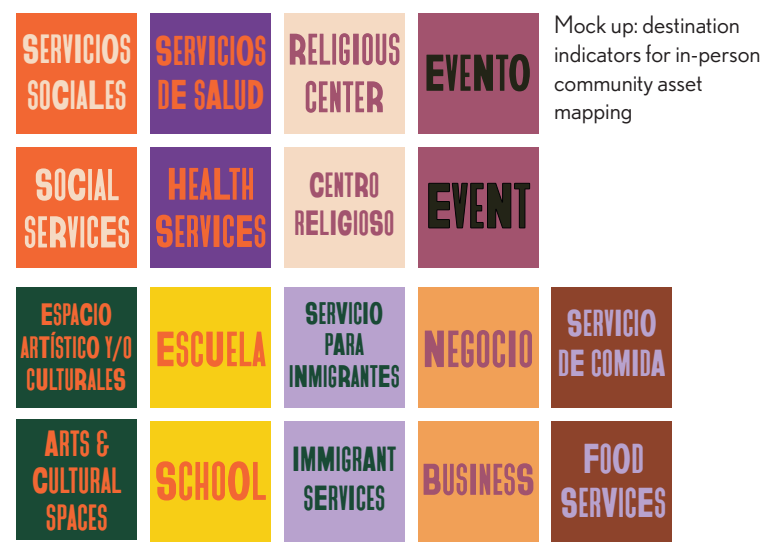 SERVICIOS
SOCIALES
SERVICIOS
DE SALUD
RELIGIOUS
CENTER
EVENTO
Mock up: destination
indicators for in-person
community asset
mapping
SOCIAL
SERVICES
HEALTH
SERVICES
CENTRO
RELIGIOSO
EVENT
ESPACIO
ARTÍSTICO Y/O
CULTURALES
ESCUELA
SERVICIO
PARA
INMIGRANTES
NEGOCIO
SERVICIO
DE COMIDA
ARTS &
CULTURAL
SPACES
SCHOOL
IMMIGRANT
SERVICES
BUSINESS
FOOD
SERVICES